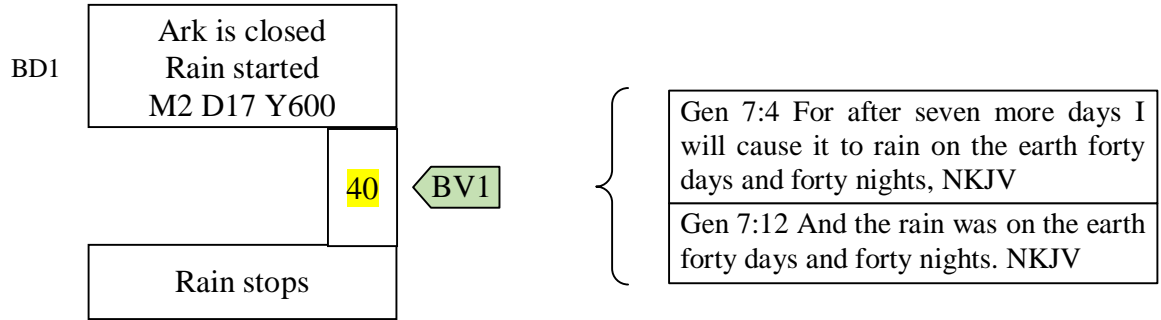 BD1
Ark is closed
Rain started
M2 D17 Y600
40
BV1
Rain stops
Gen 7:4 For after seven more days I
will cause it to rain on the earth forty
days and forty nights, NKJV
Gen 7:12 And the rain was on the earth
forty days and forty nights. NKJV